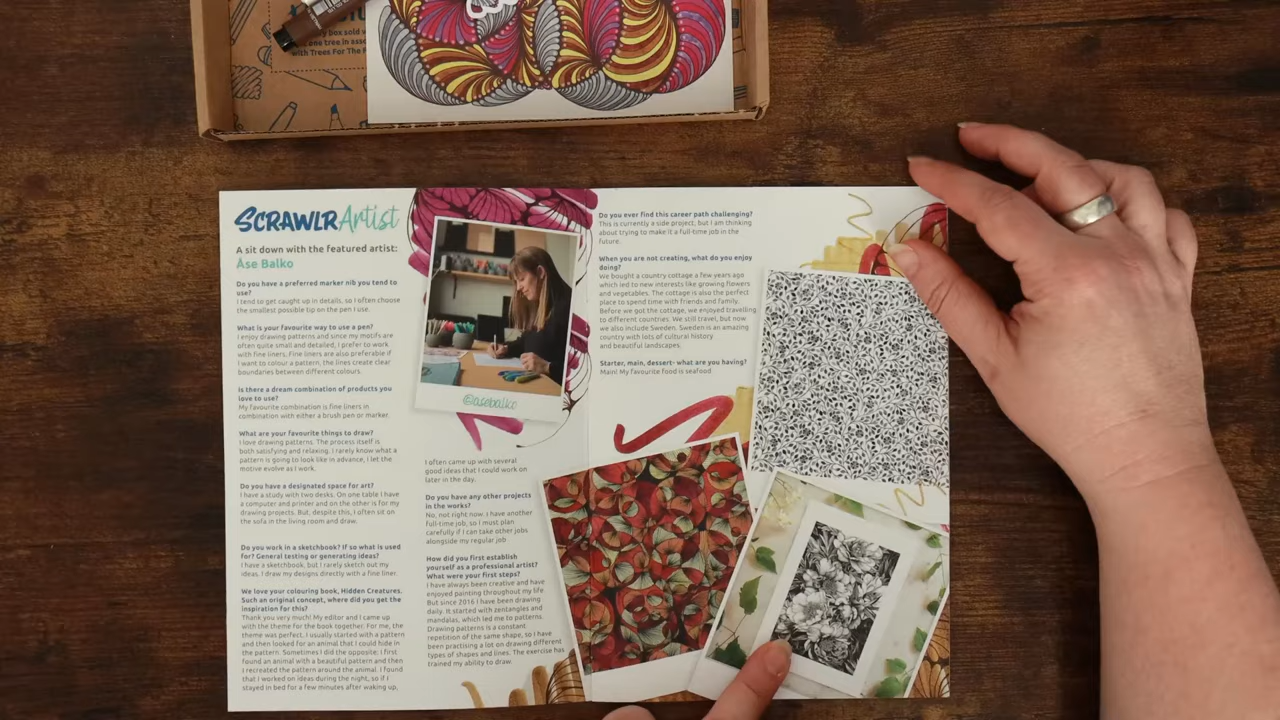 ry box sold w
one tree in asso
with Trees For The F
SCRAWLR Artist
A sit down with the featured artist:
Åse Balko
Do you have a preferred marker nib you tend to
use?
I tend to get caught up in details, so I often choose
the smallest possible tip on the pen I use.
What is your favourite way to use a pen?
I enjoy drawing patterns and since my motifs are
often quite small and detailed, I prefer to work
with fine liners. Fine liners are also preferable if
I want to colour a pattern, the lines create clear
boundaries between different colours.
Is there a dream combination of products you
love to use?
My favourite combination is fine liners in
combination with either a brush pen or marker.
What are your favourite things to draw?
I love drawing patterns. The process itself is
both satisfying and relaxing. I rarely know what a
pattern is going to look like in advance, I let the
motive evolve as I work.
Do you have a designated space for art?
I have a study with two desks. On one table I have
a computer and printer and on the other is for my
drawing projects. But, despite this, I often sit on
the sofa in the living room and draw.
Do you work in a sketchbook? If so what is used
for? General testing or generating ideas?
I have a sketchbook, but I rarely sketch out my
ideas. I draw my designs directly with a fine liner.
We love your colouring book, Hidden Creatures.
Such an original concept, where did you get the
inspiration for this?
Thank you very much! My editor and I came up
with the theme for the book together. For me, the
theme was perfect. I usually started with a pattern
and then looked for an animal that I could hide in
the pattern. Sometimes I did the opposite: I first
found an animal with a beautiful pattern and then
I recreated the pattern around the animal. I found
that I worked on ideas during the night, so if I
stayed in bed for a few minutes after waking up,
@asebalko
I often came up with several
good ideas that I could work on
later in the day.
Do you have any other projects
in the works?
No, not right now. I have another
full-time job, so I must plan
carefully if I can take other jobs
alongside my regular job
How did you first establish
yourself as a professional artist?
What were your first steps?
I have always been creative and have
enjoyed painting throughout my life
But since 2016 I have been drawing
daily. It started with zentangles and
mandalas, which led me to patterns.
Drawing patterns is a constant
repetition of the same shape, so I have
been practising a lot on drawing different
types of shapes and lines. The exercise has
trained my ability to draw.
Do you ever find this career path challenging?
This is currently a side project, but I am thinking
about trying to make it a full-time job in the
future.
When you are not creating, what do you enjoy
doing?
We bought a country cottage a few years ago
which led to new interests like growing flowers
and vegetables. The cottage is also the perfect
place to spend time with friends and family.
Before we got the cottage, we enjoyed travelling
to different countries. We still travel, but now
we also include Sweden. Sweden is an amazing
country with lots of cultural history
and beautiful landscapes.
Starter, main, dessert- what are you having?
Main! My favourite food is seafood